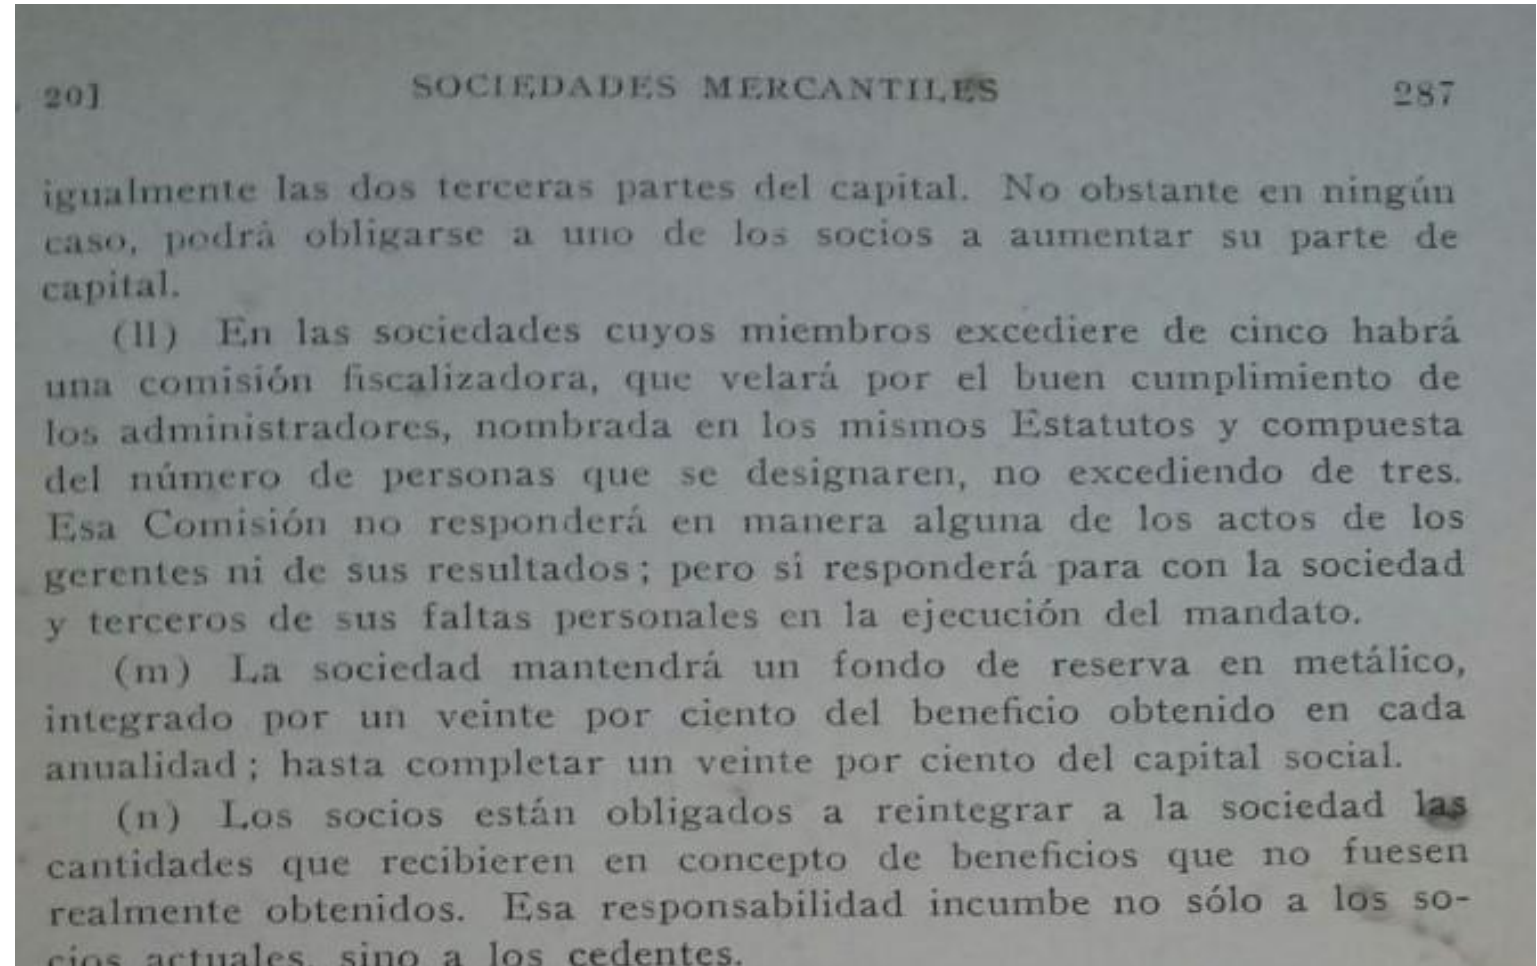 20] SOCIEDADES MERCANTILES 287
igualmente las dos terceras partes del capital. No obstante en ningún
caso, podrá obligarse a uno de los socios a aumentar su parte de
capital.
(ll) En las sociedades cuyos miembros excediere de cinco habrá
una comisión fiscalizadora, que velará por el buen cumplimiento de
los administradores, nombrada en los mismos Estatutos y compuesta
del número de personas que se designaren, no excediendo de tres.
Esa Comisión no responderá en manera alguna de los actos de los
gerentes ni de sus resultados; pero sí responderá para con la sociedad
y terceros de sus faltas personales en la ejecución del mandato.
(m) La sociedad mantendrá un fondo de reserva en metálico,
integrado por un veinte por ciento del beneficio obtenido en cada
anualidad; hasta completar un veinte por ciento del capital social.
(n) Los socios están obligados a reintegrar a la sociedad las
cantidades que recibieren en concepto de beneficios que no fuesen
realmente obtenidos. Esa responsabilidad incumbe no sólo a los so-
cios actuales, sino a los cedentes.